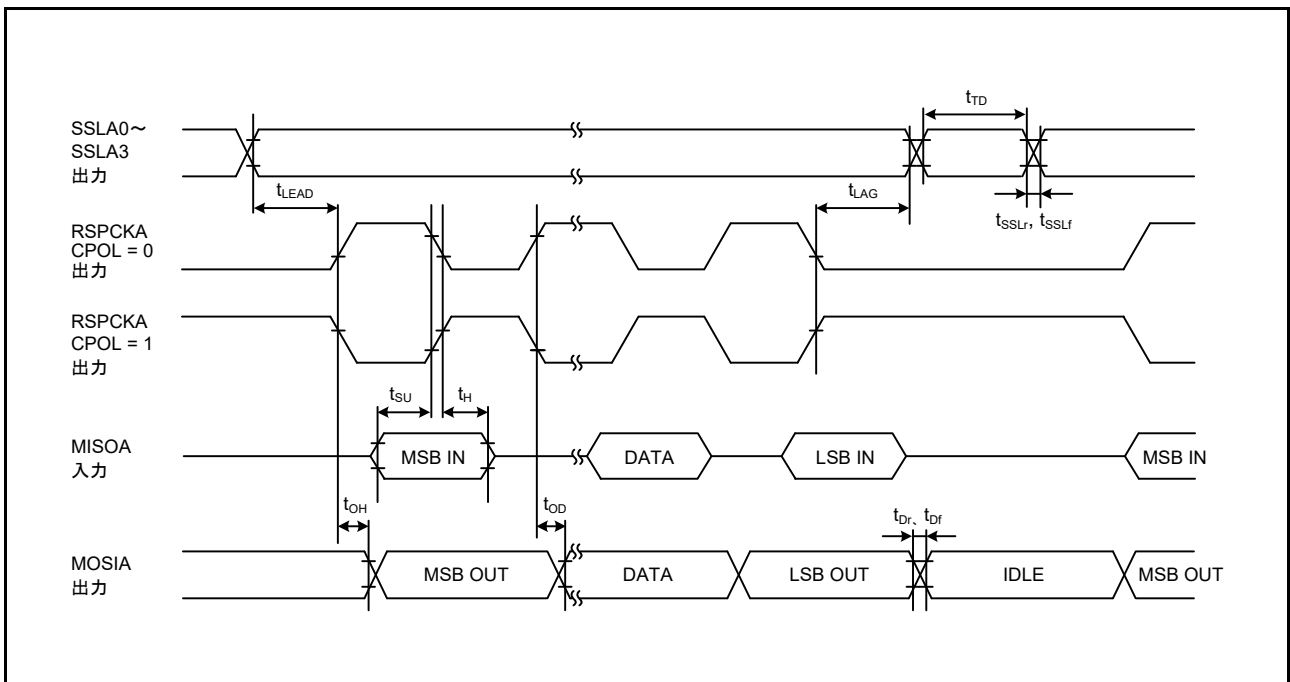 SSLA0～
SSLA3
出力
tTD
tLEAD
tLAG
tSSLr, tSSLf
RSPCKA
CPOL = 0
出力
RSPCKA
CPOL = 1
出力
tSU
tH
MISOA
入力
MSB IN
DATA
LSB IN
MSB IN
tOH
tOD
tDr、tDf
MOSIA
出力
MSB OUT
DATA
LSB OUT
IDLE
MSB OUT